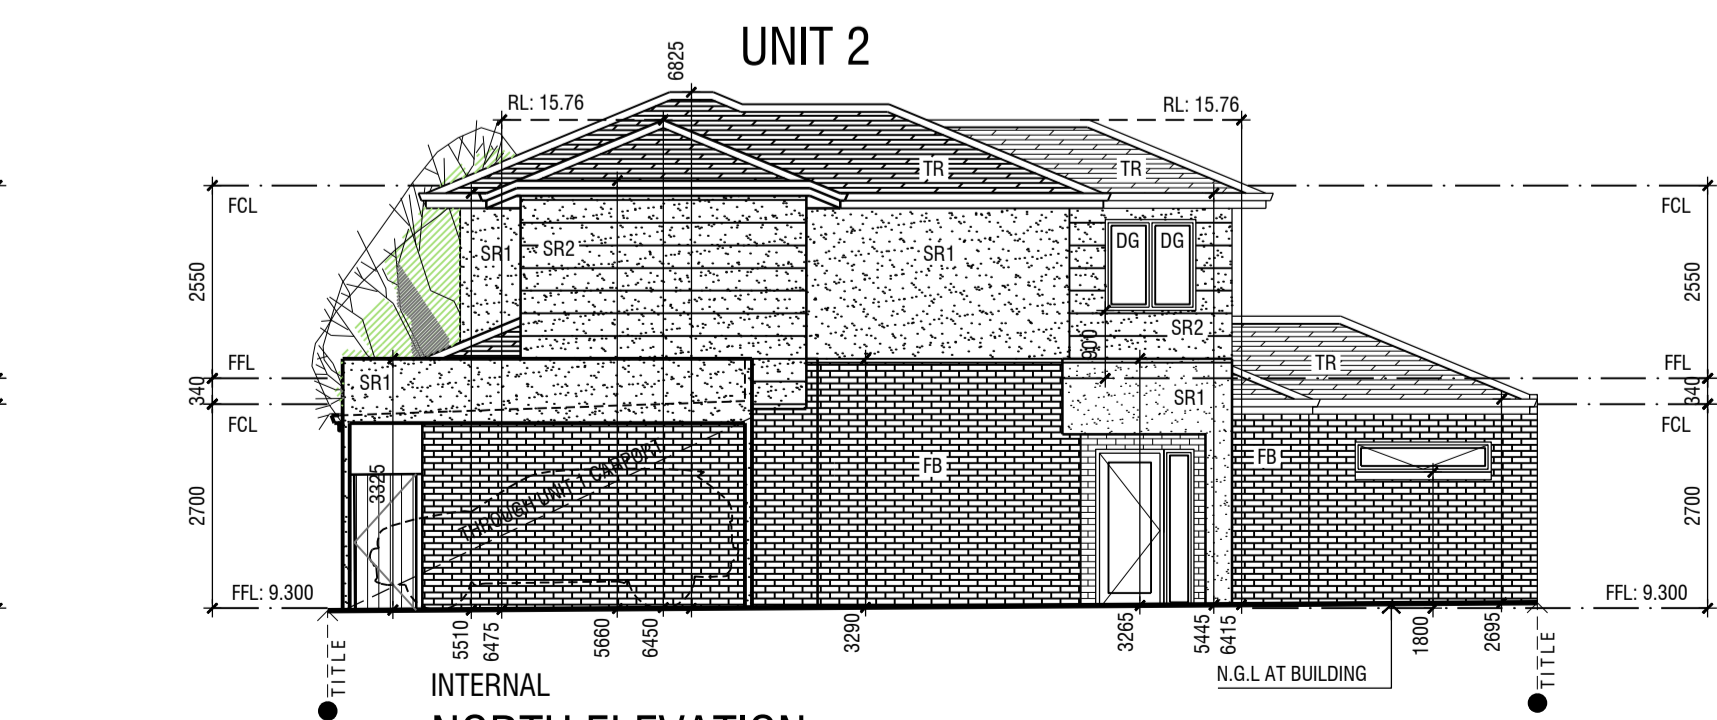 UNIT 2
6825
RL: 15.76
RL: 15.76
TR
TR
FCL
FCL
SR1
SR2
SR1
DG
DG
2550
2550
SR2
901
FFL
FFL
TR
340
340
SR1
SR1
FCL
FCL
THROUGH UNIT 1 CARPORT
FB
FB
3325
2700
2700
FFL: 9.300
FFL: 9.300
5510
6475
5660
6450
3290
3265
5445
6415
1800
2695
TITLE
TITLE
N.G.L AT BUILDING
INTERNAL
NORTH ELEVATION